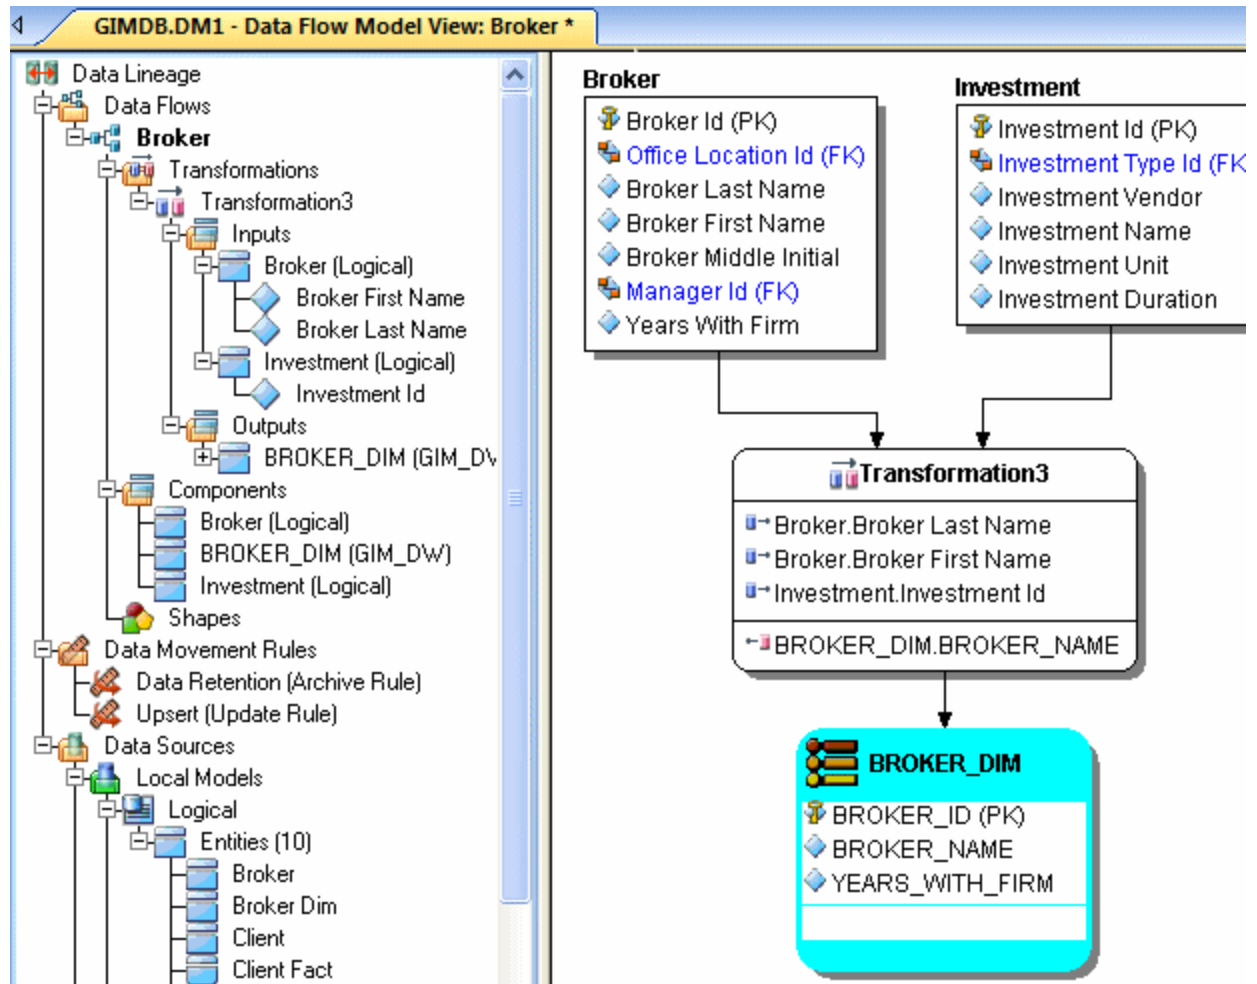 GIMDB.DM1 - Data Flow Model View: Broker *
Data Lineage
Data Flows
Broker
Transformations
Transformation3
Inputs
Broker (Logical)
Broker First Name
Broker Last Name
Investment (Logical)
Investment Id
Outputs
BROKER_DIM (GIM_DW
Components
Broker (Logical)
BROKER_DIM (GIM_DW)
Investment (Logical)
Shapes
Data Movement Rules
Data Retention (Archive Rule)
Upsert (Update Rule)
Data Sources
Local Models
Logical
Entities (10)
Broker
Broker Dim
Client
Client Fact
Broker
Broker Id (PK)
Office Location Id (FK)
Broker Last Name
Broker First Name
Broker Middle Initial
Manager Id (FK)
Years With Firm
Investment
Investment Id (PK)
Investment Type Id (FK
Investment Vendor
Investment Name
Investment Unit
Investment Duration
Transformation3
Broker.Broker Last Name
Broker.Broker First Name
Investment.Investment Id
BROKER_DIM.BROKER_NAME
BROKER_DIM
BROKER_ID (PK)
BROKER_NAME
YEARS_WITH_FIRM